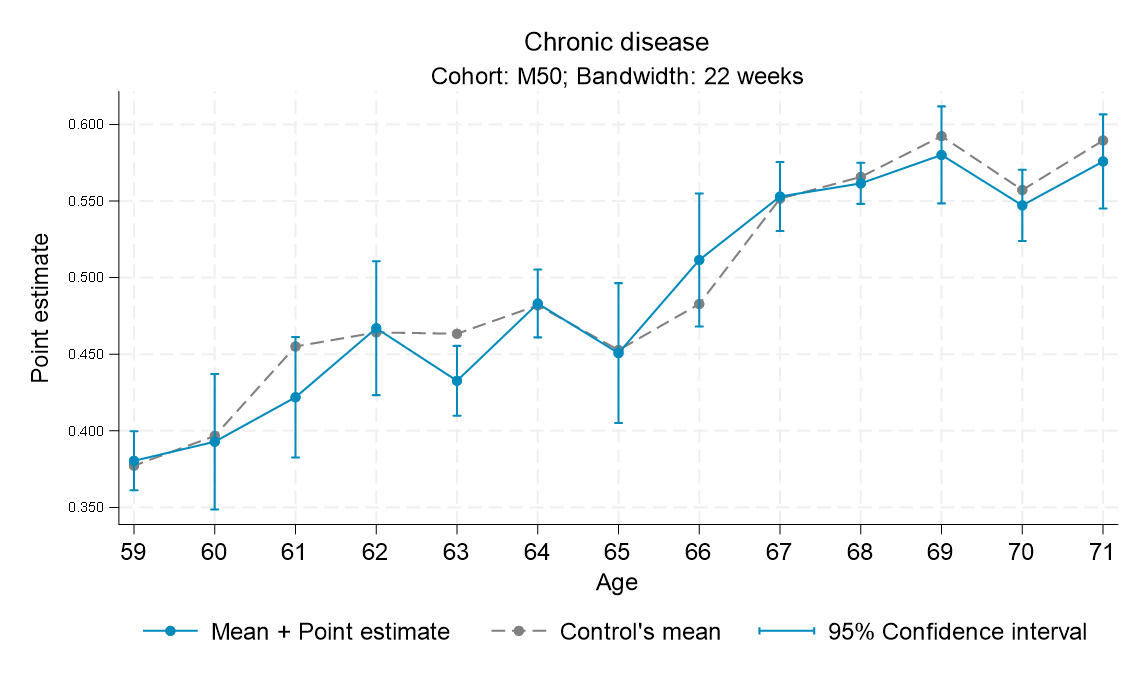 Chronic disease
Cohort: M50; Bandwidth: 22 weeks
Point estimate
0.600
0.550
0.500
0.450
0.400
0.350
59 60 61 62 63 64 65 66 67 68 69 70 71
Age
Mean + Point estimate Control's mean 95% Confidence interval